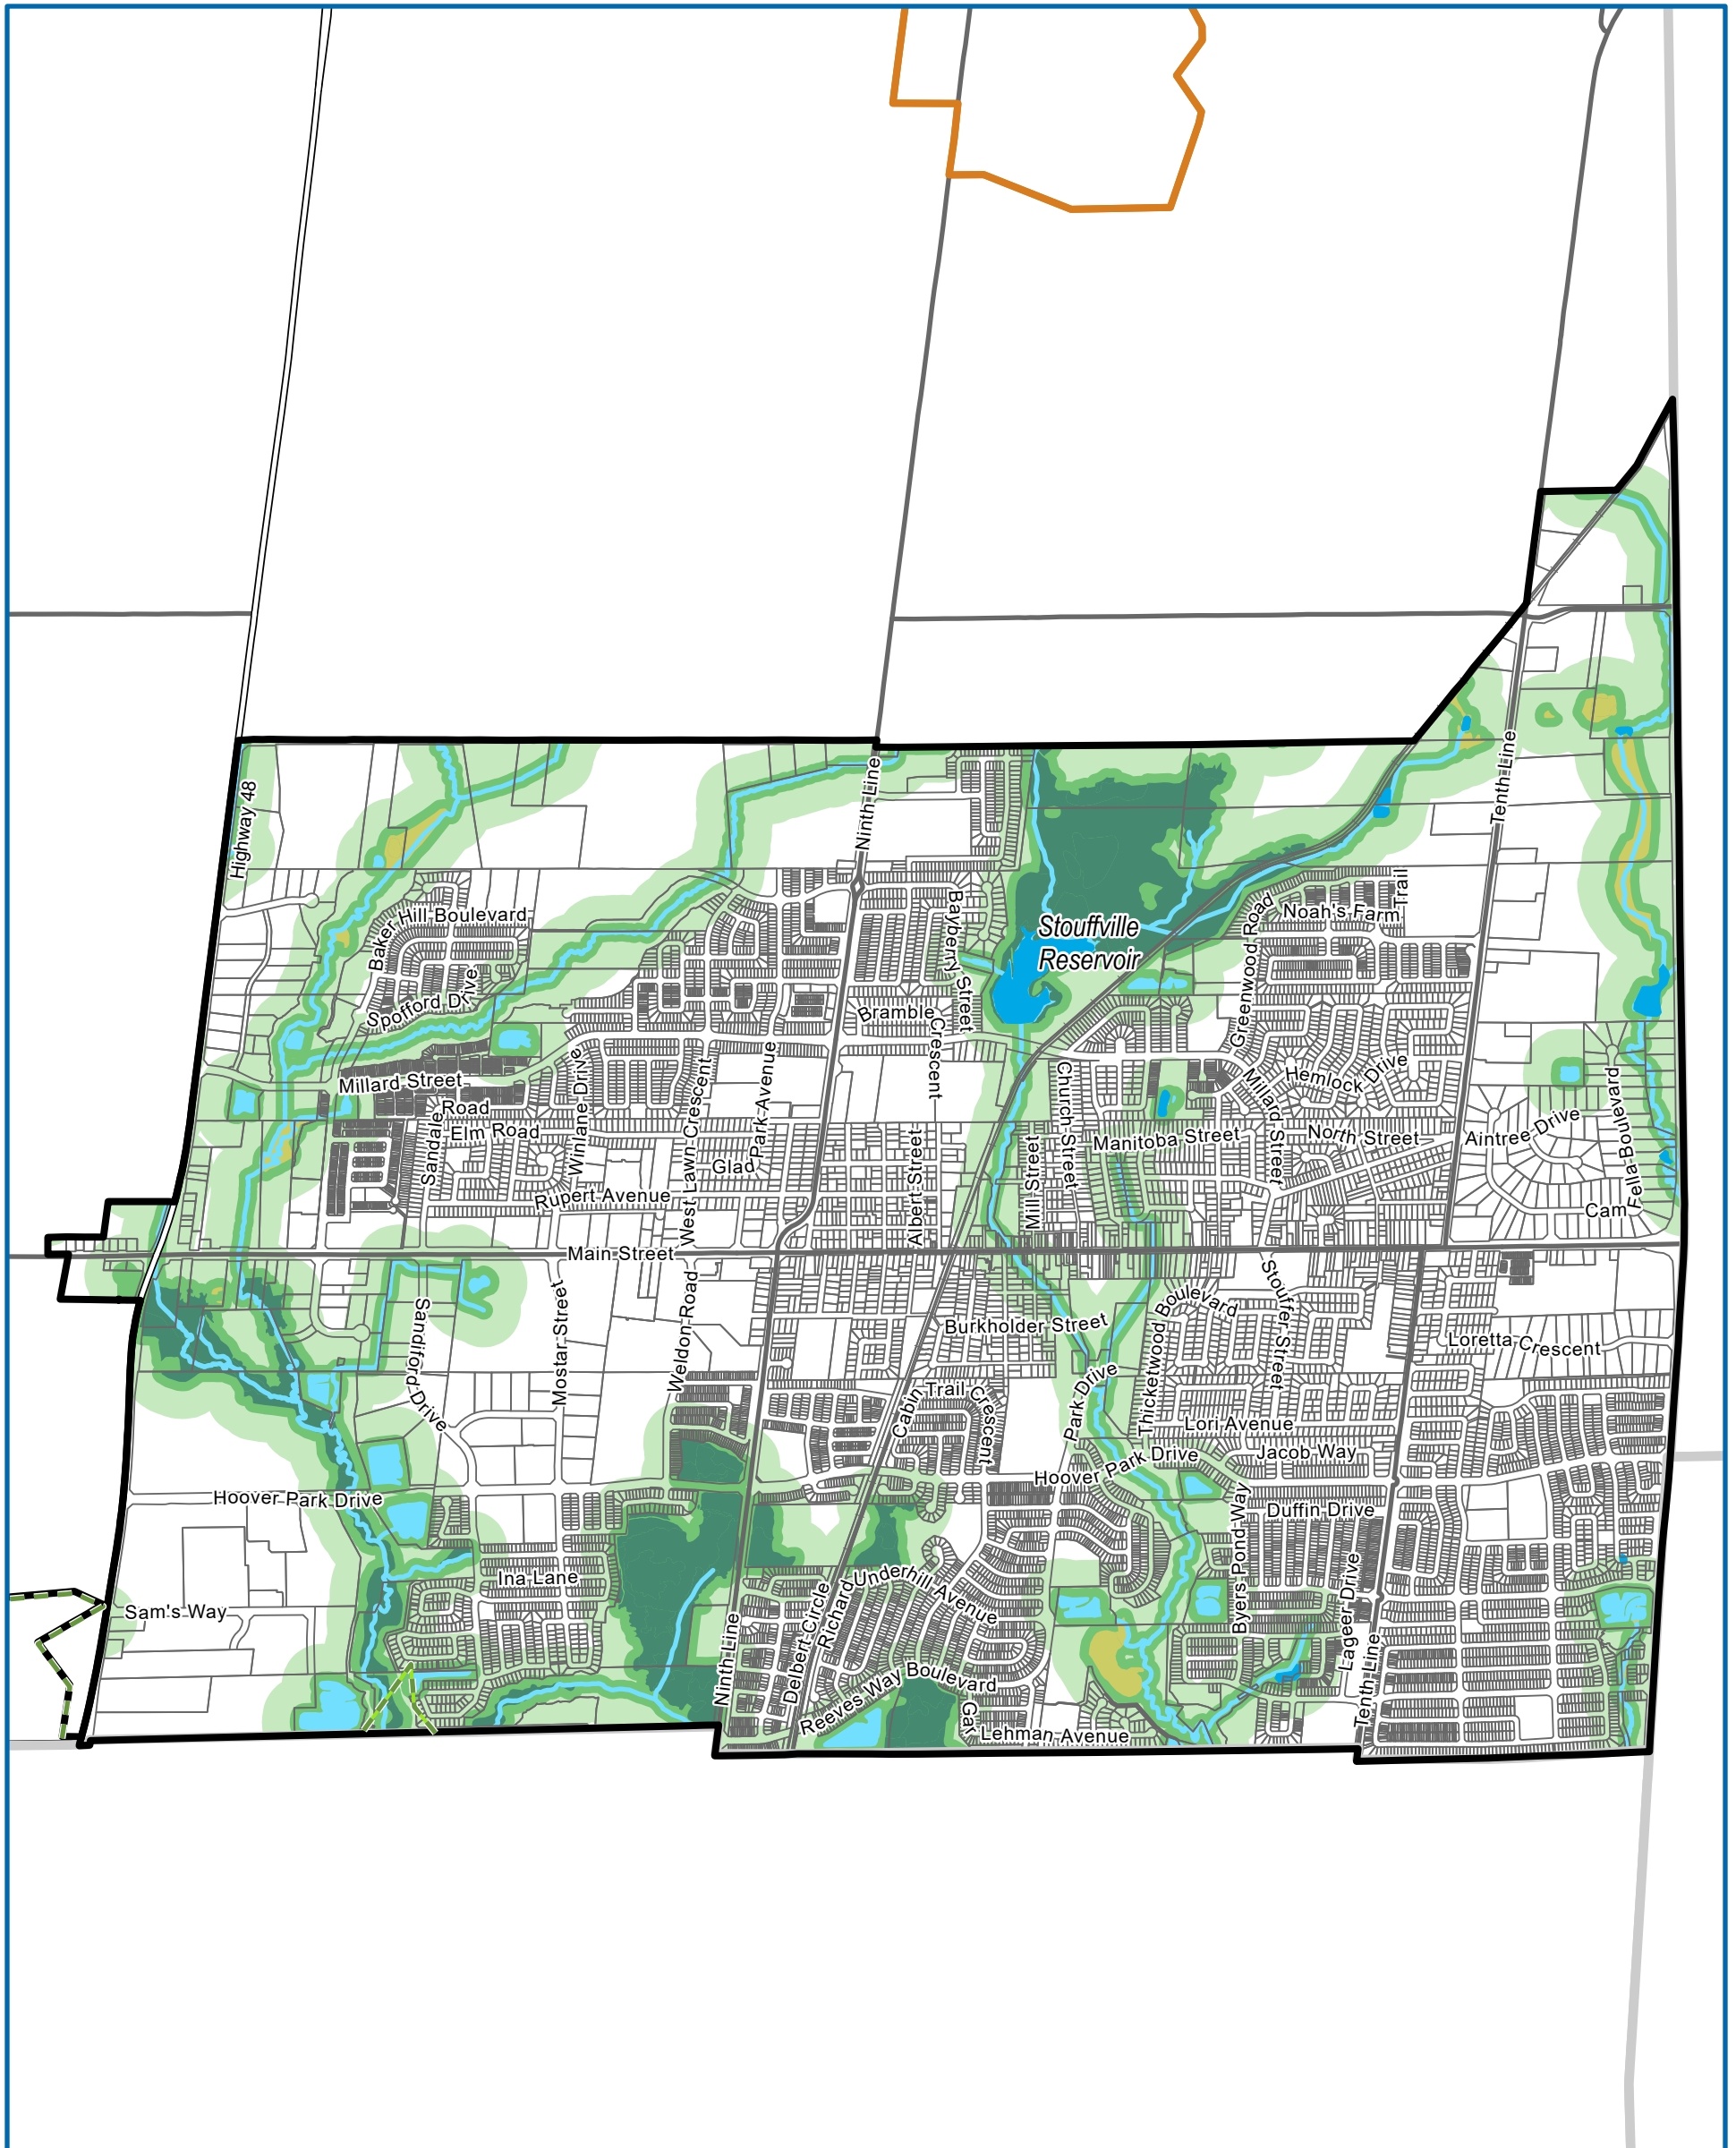 Highway 48
Ninth Line
Tenth Line
Baker Hill Boulevard
Bayberry Street
Noah's Farm Trail
Stouffville
Reservoir
Greenwood Road
Spofford Drive
Bramble Crescent
Millard Street
Winlane Drive
West Lawn Crescent
Park Avenue
Church Street
Hemlock Drive
Millard Street
Sandale Road
Elm Road
Glad
Albert Street
Mill Street
Manitoba Street
North Street
Aintree Drive
Fella Boulevard
Rupert Avenue
Cam
Main Street
Sandiford Drive
Mostar Street
Weldon Road
Burkholder Street
Thicketwood Boulevard
Stouffer Street
Loretta Crescent
Cabin Trail Crescent
Park Drive
Lori Avenue
Jacob Way
Hoover Park Drive
Hoover Park Drive
Duffin Drive
Byers Pond Way
Ina Lane
Sam's Way
Underhill Avenue
Richard
Delbert Circle
Ninth Line
Lageer Drive
Tenth Line
Reeves Way Boulevard
Gar
Lehman Avenue